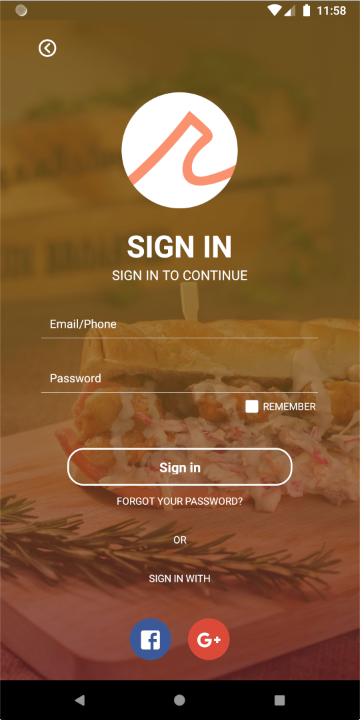 11:58
SIGN IN
SIGN IN TO CONTINUE
Email/Phone
Password
REMEMBER
Sign in
FORGOT YOUR PASSWORD?
OR
SIGN IN WITH
G+